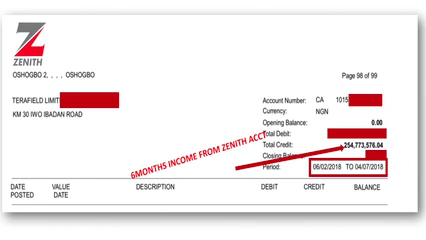 ZENITH
OSHOGBO 2, , , , OSHOGBO
Page 98 of 99
TERAFIELD LIMIT
KM 30 IWO IBADAN ROAD
Account Number: CA 1015
Currency: NGN
Opening Balance: 0.00
Total Debit:
Total Credit: 254,773,576.04
Closing Balance:
Period: 06/02/2018 TO 04/07/2018
6MONTHS INCOME FROM ZENITH ACCT
DATE POSTED
VALUE DATE
DESCRIPTION
DEBIT
CREDIT
BALANCE